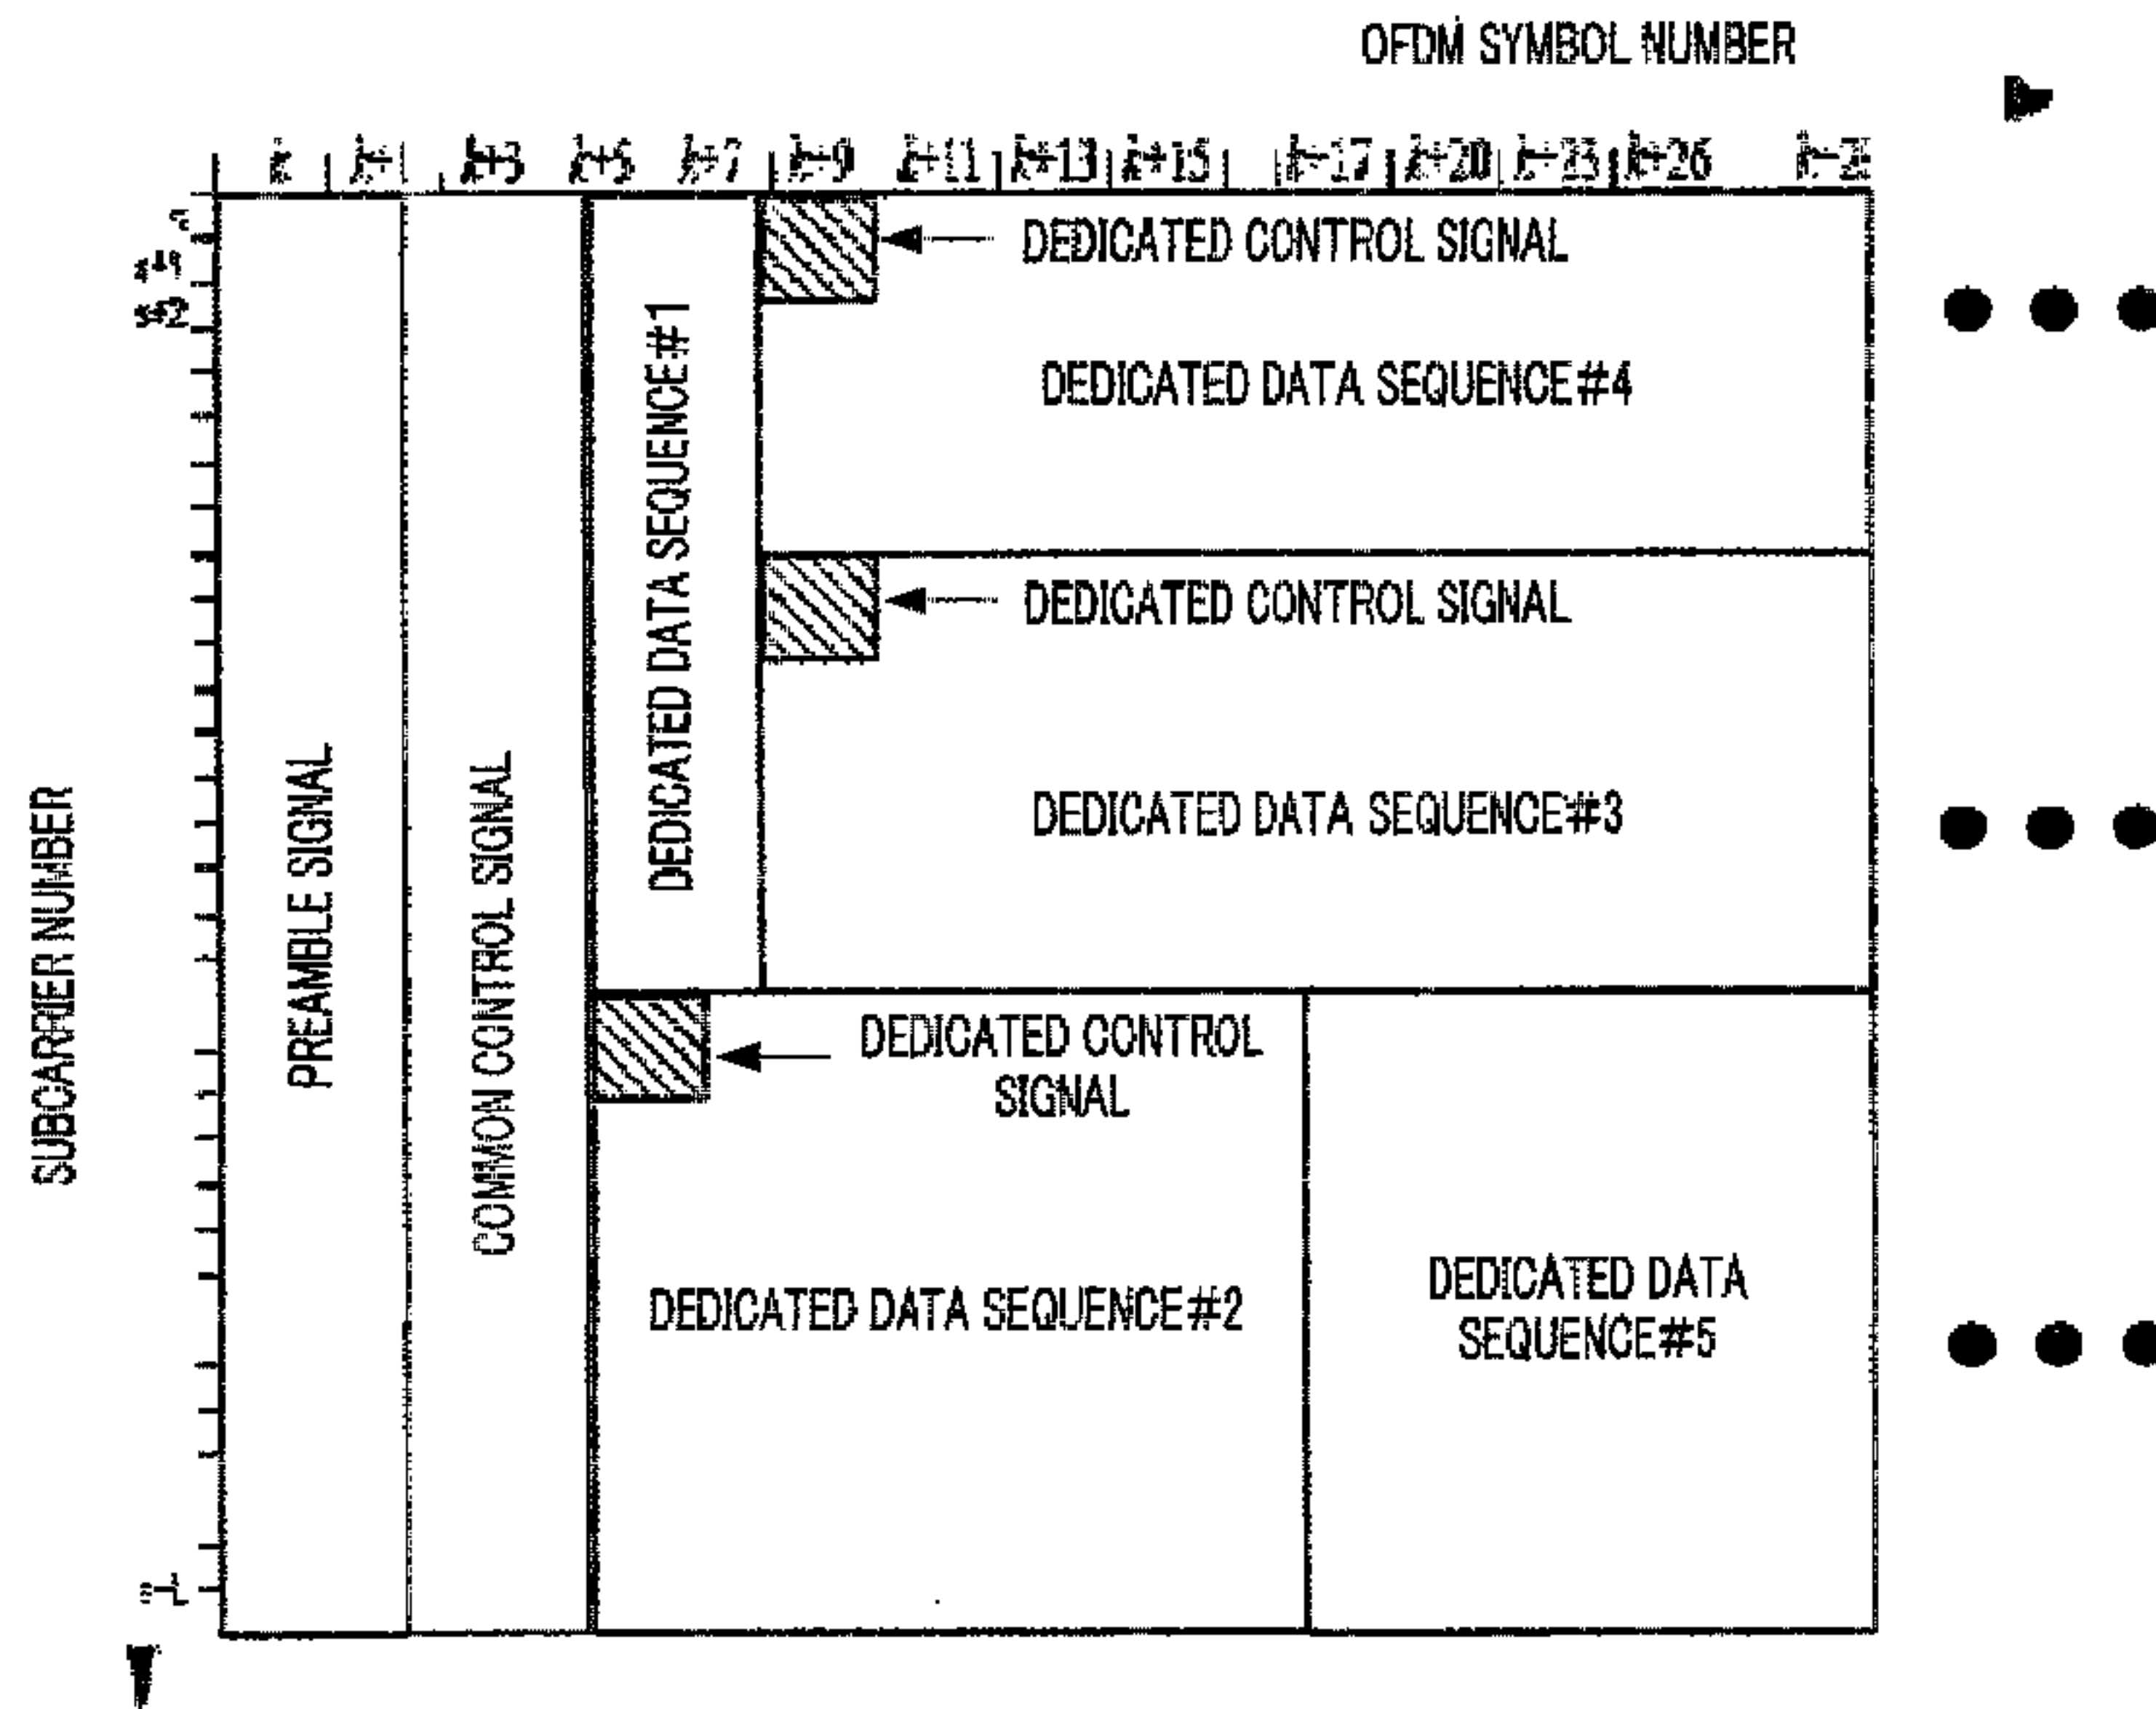 OFDM SYMBOL NUMBER
DEDICATED CONTROL SIGNAL
DEDICATED DATA SEQUENCE#4
DEDICATED DATA SEQUENCE#1
DEDICATED CONTROL SIGNAL
DEDICATED DATA SEQUENCE#3
SUBCARRIER NUMBER
PREAMBLE SIGNAL
COMMON CONTROL SIGNAL
DEDICATED CONTROL
SIGNAL
DEDICATED DATA SEQUENCE#2
DEDICATED DATA
SEQUENCE#5